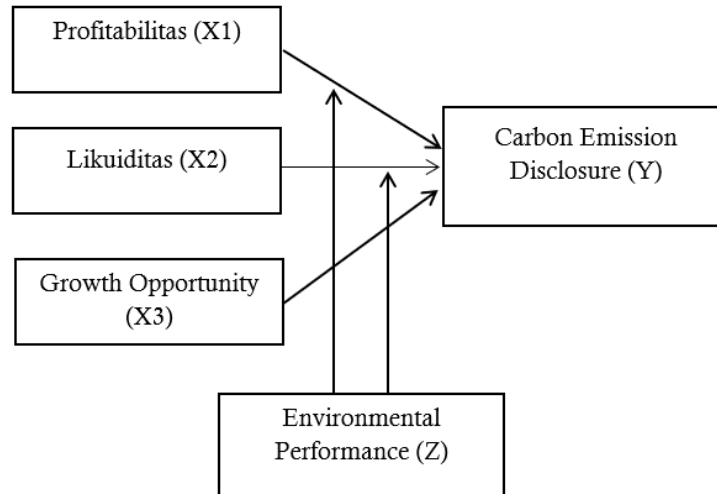 Profitabilitas (X1)
Carbon Emission
Disclosure (Y)
Likuiditas (X2)
Growth Opportunity
(X3)
Environmental
Performance (Z)